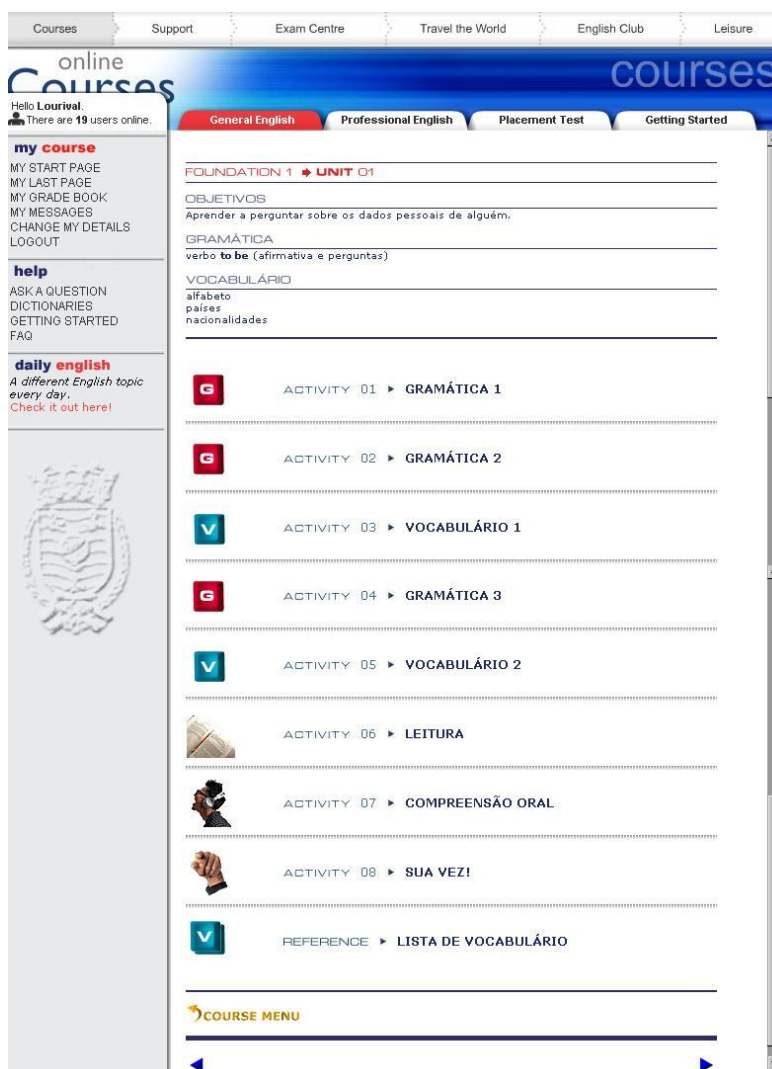 Courses Support Exam Centre Travel the World English Club Leisure
online
Courses
courses
Hello Lourival.
There are 19 users online.
General English Professional English Placement Test Getting Started
my course
MY START PAGE
MY LAST PAGE
MY GRADE BOOK
MY MESSAGES
CHANGE MY DETAILS
LOGOUT
help
ASK A QUESTION
DICTIONARIES
GETTING STARTED
FAQ
daily english
A different English topic
every day.
Check it out here!
FOUNDATION 1 UNIT 01
OBJETIVOS
Aprender a perguntar sobre os dados pessoais de alguém.
GRAMÁTICA
verbo to be (afirmativa e perguntas)
VOCABULÁRIO
alfabeto
países
nacionalidades
G ACTIVITY 01 GRAMÁTICA 1
G ACTIVITY 02 GRAMÁTICA 2
V ACTIVITY 03 VOCABULÁRIO 1
G ACTIVITY 04 GRAMÁTICA 3
V ACTIVITY 05 VOCABULÁRIO 2
ACTIVITY 06 LEITURA
ACTIVITY 07 COMPREENSÃO ORAL
ACTIVITY 08 SUA VEZ!
V REFERENCE LISTA DE VOCABULÁRIO
COURSE MENU